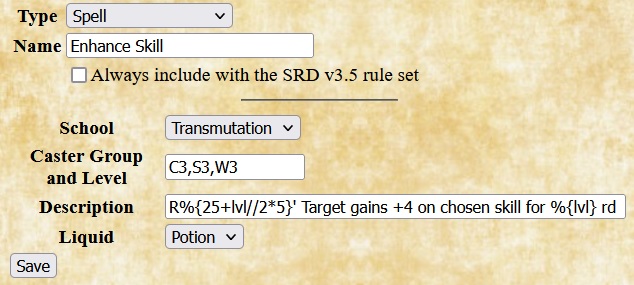 Type Spell
Name Enhance Skill
Always include with the SRD v3.5 rule set
School Transmutation
Caster Group
and Level C3,S3,W3
Description R%{25+lvl//2*5}' Target gains +4 on chosen skill for %{lvl} rd
Liquid Potion
Save